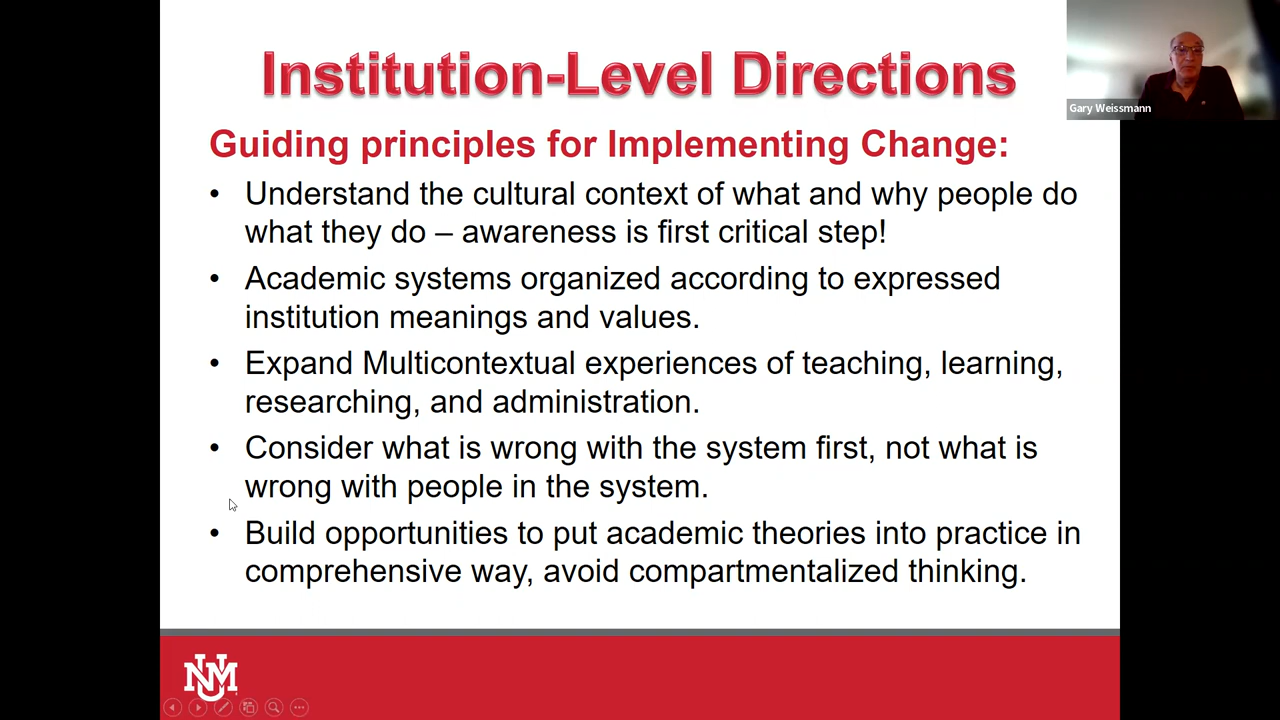 Institution-Level Directions
Gary Weissmann
Guiding principles for Implementing Change:
• Understand the cultural context of what and why people do
what they do – awareness is first critical step!
• Academic systems organized according to expressed
institution meanings and values.
• Expand Multicontextual experiences of teaching, learning,
researching, and administration.
• Consider what is wrong with the system first, not what is
wrong with people in the system.
• Build opportunities to put academic theories into practice in
comprehensive way, avoid compartmentalized thinking.
UNM